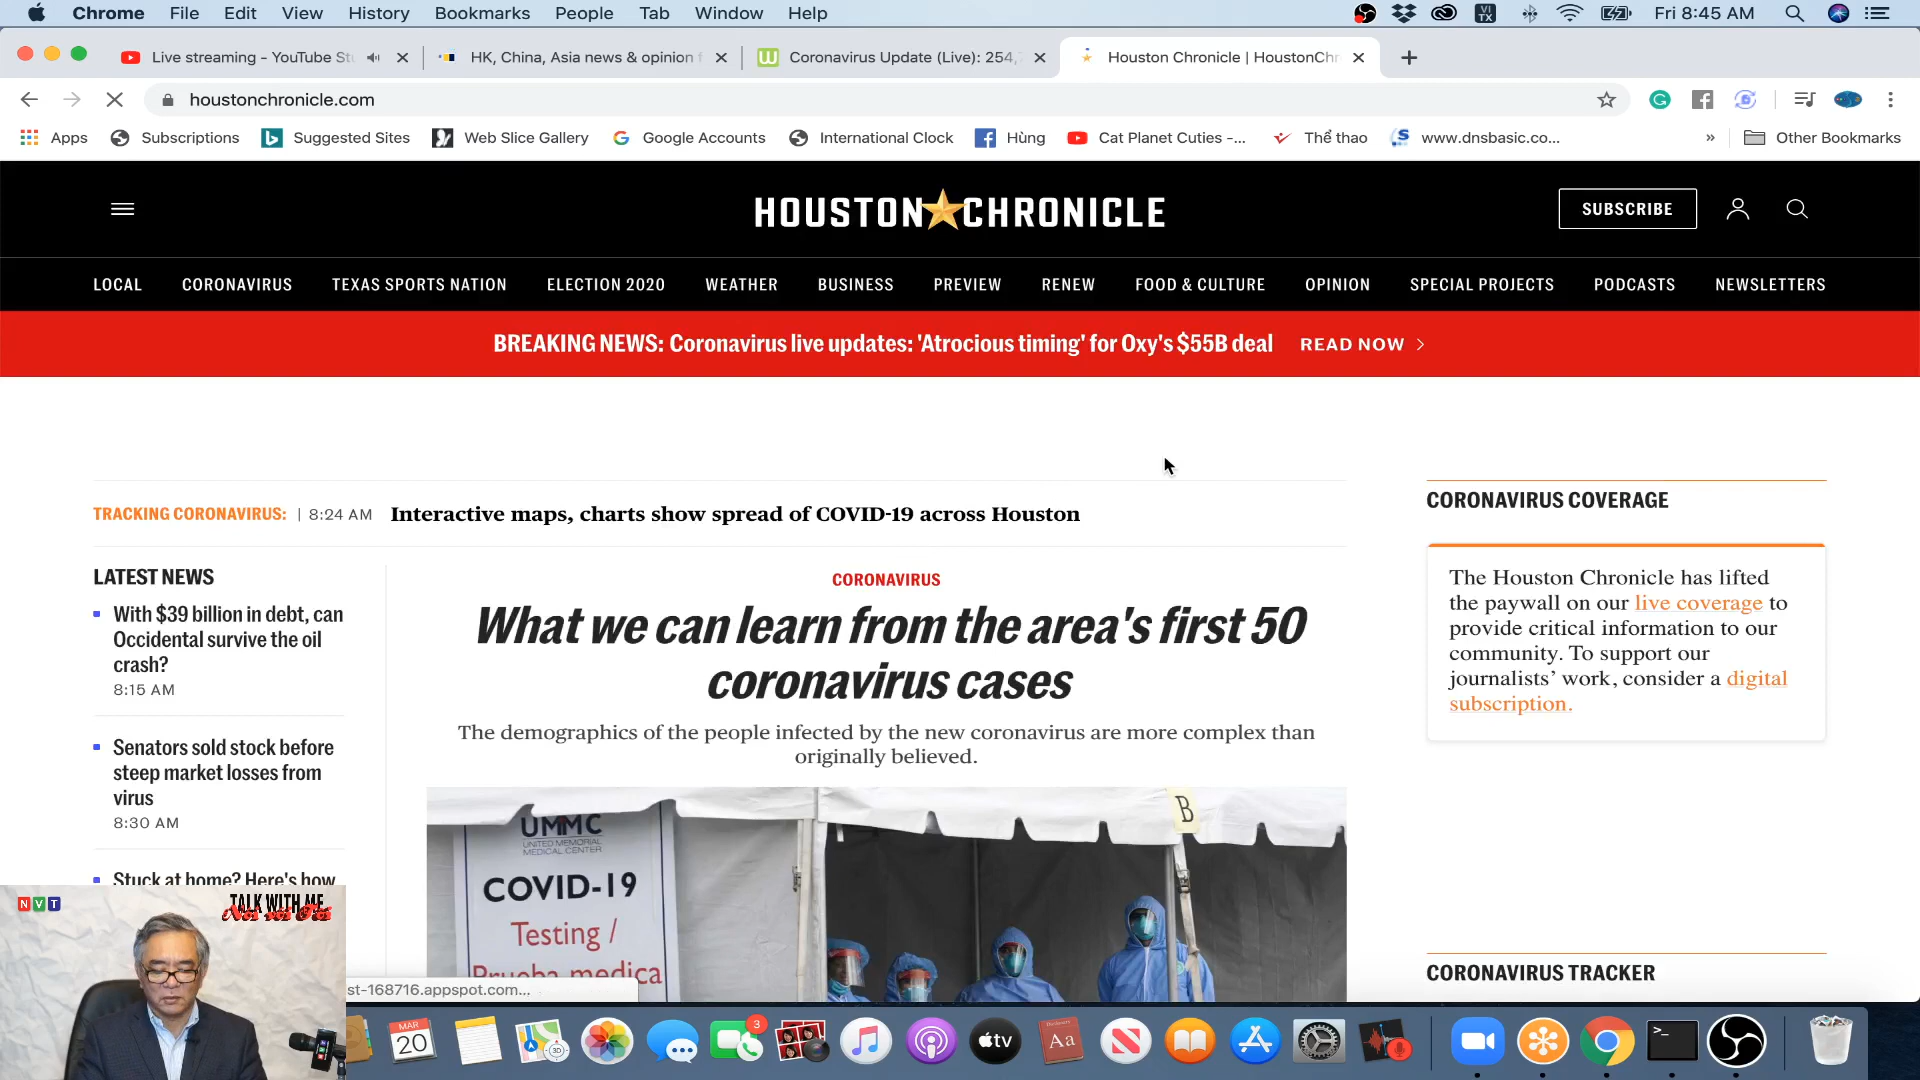 Chrome File Edit View History Bookmarks People Tab Window Help
VI
TX
Fri 8:45 AM
Live streaming - YouTube Stu
HK, China, Asia news & opinion f
Coronavirus Update (Live): 254,
Houston Chronicle | HoustonChr
houstonchronicle.com
Apps Subscriptions Suggested Sites Web Slice Gallery Google Accounts International Clock Hùng Cat Planet Cuties -... Thể thao www.dnsbasic.co... » Other Bookmarks
HOUSTON CHRONICLE
SUBSCRIBE
LOCAL CORONAVIRUS TEXAS SPORTS NATION ELECTION 2020 WEATHER BUSINESS PREVIEW RENEW FOOD & CULTURE OPINION SPECIAL PROJECTS PODCASTS NEWSLETTERS
BREAKING NEWS: Coronavirus live updates: 'Atrocious timing' for Oxy's $55B deal READ NOW
TRACKING CORONAVIRUS: | 8:24 AM Interactive maps, charts show spread of COVID-19 across Houston
LATEST NEWS
With $39 billion in debt, can
Occidental survive the oil
crash?
8:15 AM
Senators sold stock before
steep market losses from
virus
8:30 AM
Stuck at home? Here's how
CORONAVIRUS
What we can learn from the area's first 50
coronavirus cases
The demographics of the people infected by the new coronavirus are more complex than
originally believed.
UMMC
UNITED MEMORIAL
MEDICAL CENTER
COVID-19
Testing /
Prueba medica
B
CORONAVIRUS COVERAGE
The Houston Chronicle has lifted
the paywall on our live coverage to
provide critical information to our
community. To support our
journalists' work, consider a digital
subscription.
CORONAVIRUS TRACKER
NVT
TALK WITH ME
st-168716.appspot.com...
MAR
20
3D
3
tv
Aa
>_